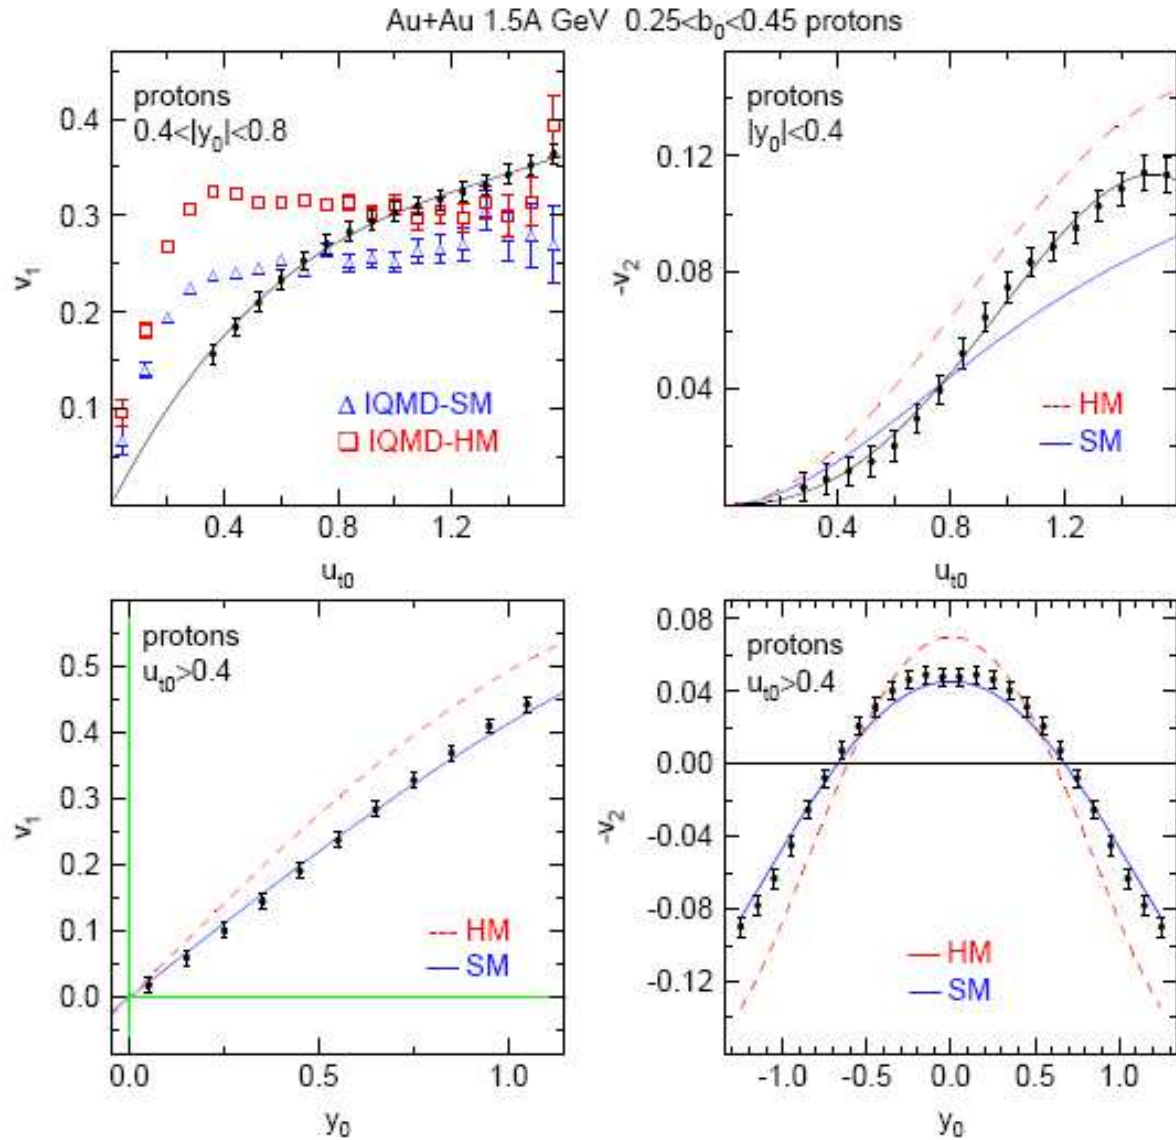 Au+Au 1.5A GeV 0.25<b₀<0.45 protons
protons
0.4<|y₀|<0.8
v₁
0.4
0.3
0.2
0.1
IQMD-SM
IQMD-HM
0.4
0.8
1.2
uₜ₀
protons
|y₀|<0.4
-v₂
0.12
0.08
0.04
HM
SM
0.4
0.8
1.2
uₜ₀
protons
uₜ₀>0.4
v₁
0.5
0.4
0.3
0.2
0.1
0.0
HM
SM
0.0
0.5
1.0
y₀
protons
uₜ₀>0.4
-v₂
0.08
0.04
0.00
-0.04
-0.08
-0.12
HM
SM
-1.0
-0.5
0.0
0.5
1.0
y₀